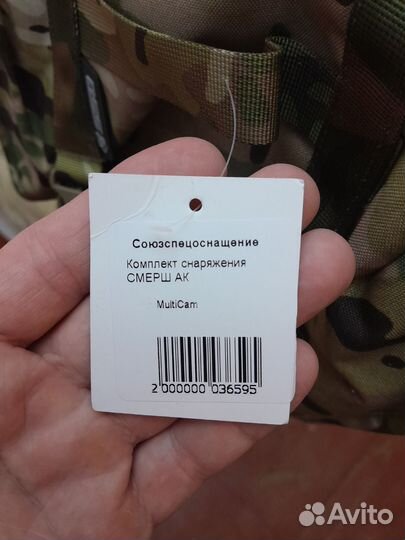 Союзспецоснащение
Комплект снаряжения
СМЕРШ АК
MultiCam
2 000000 036595
Avito